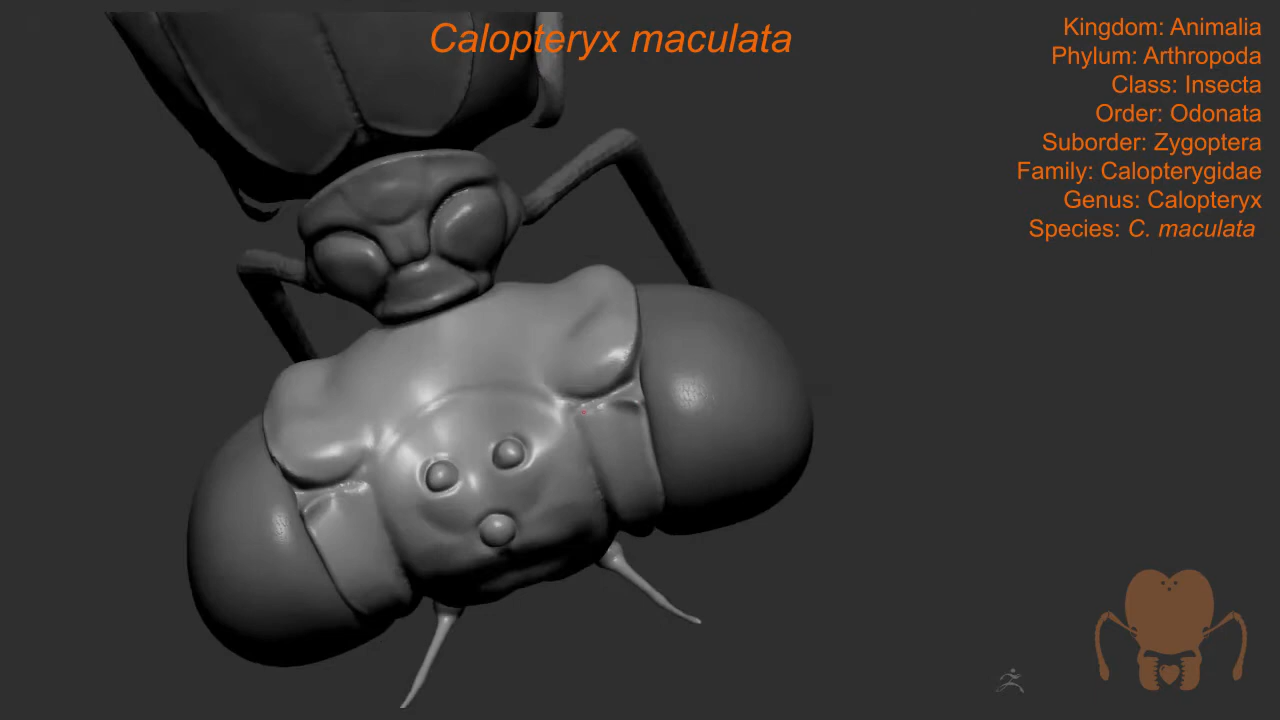 Calopteryx maculata
Kingdom: Animalia
Phylum: Arthropoda
Class: Insecta
Order: Odonata
Suborder: Zygoptera
Family: Calopterygidae
Genus: Calopteryx
Species: C. maculata